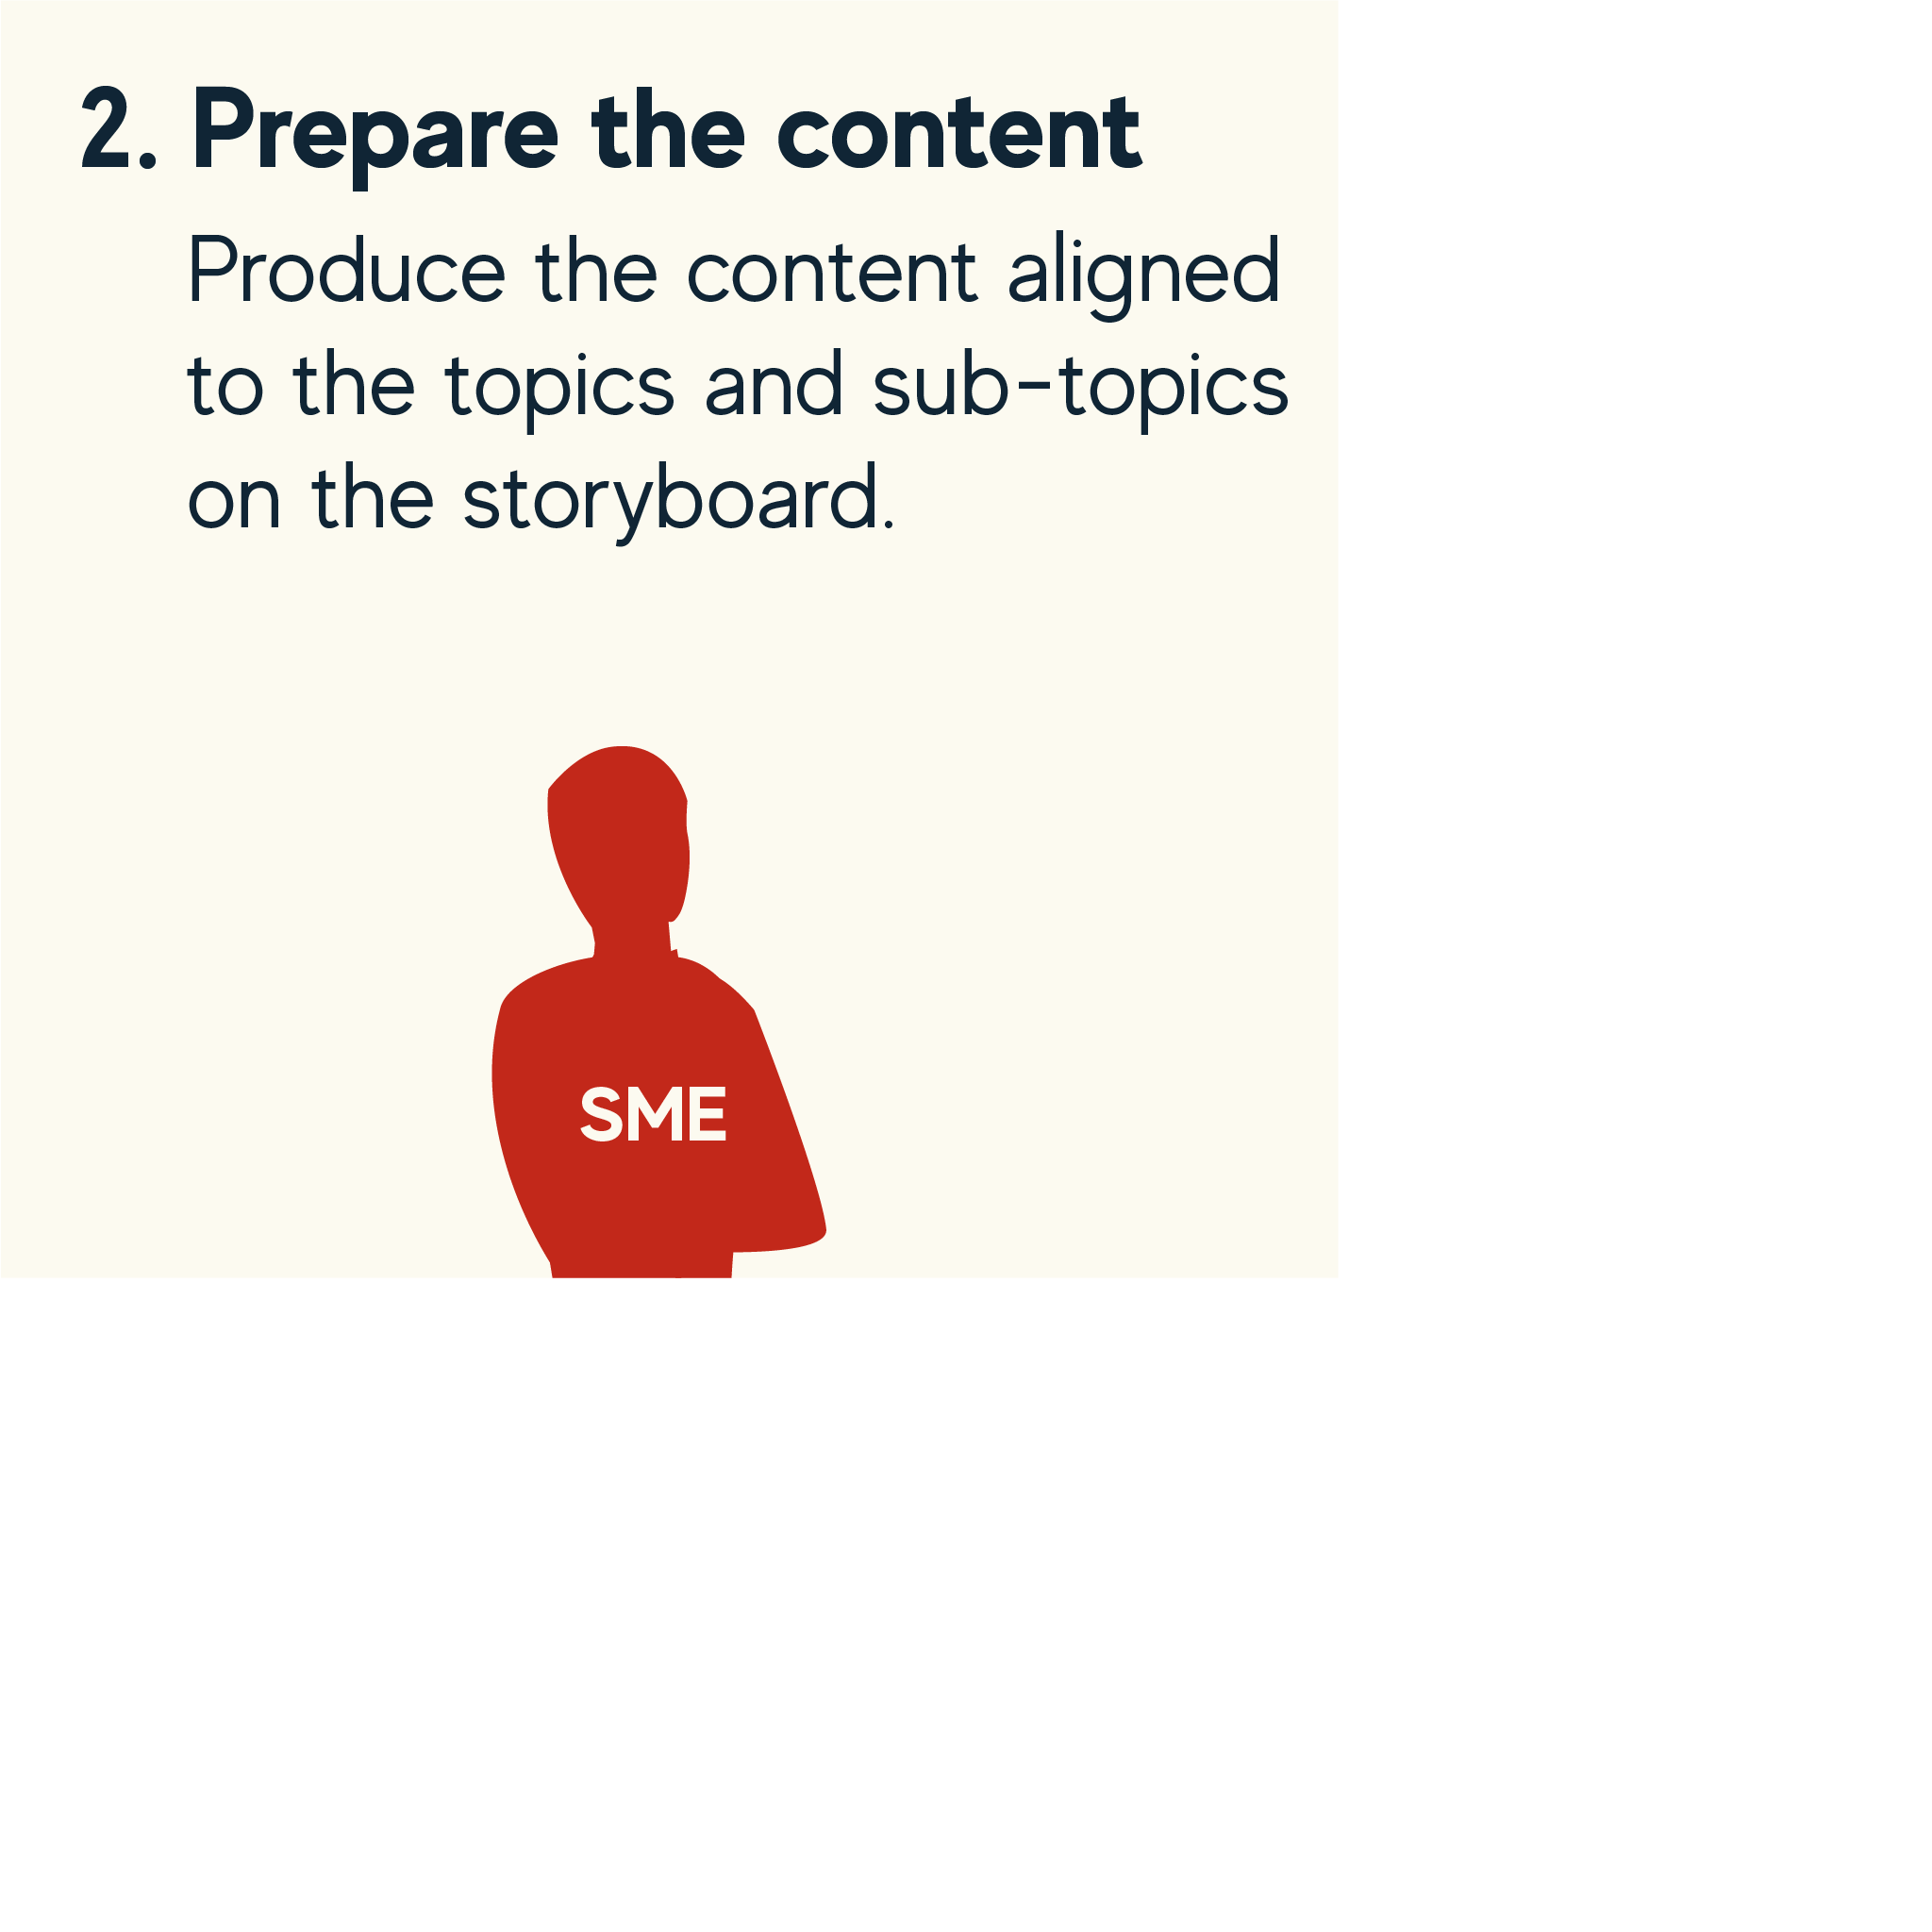 2. Prepare the content
Produce the content aligned
to the topics and sub-topics
on the storyboard.
SME